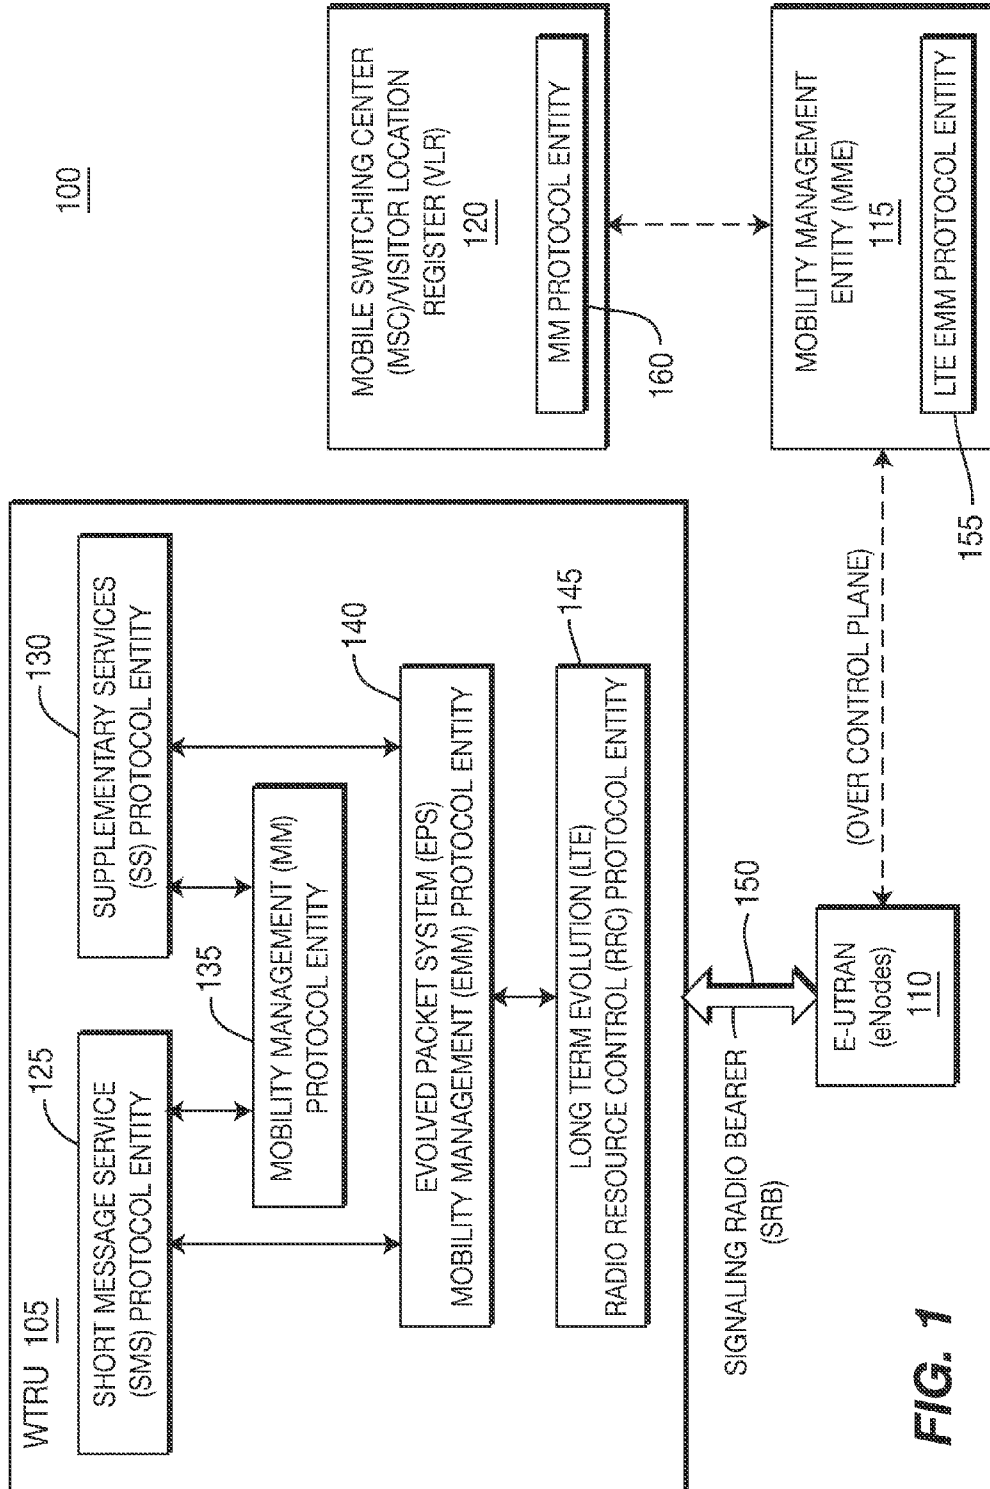 100
WTRU 105
125
SHORT MESSAGE SERVICE
(SMS) PROTOCOL ENTITY
130
SUPPLEMENTARY SERVICES
(SS) PROTOCOL ENTITY
135
MOBILITY MANAGEMENT (MM)
PROTOCOL ENTITY
140
EVOLVED PACKET SYSTEM (EPS)
MOBILITY MANAGEMENT (EMM) PROTOCOL ENTITY
145
LONG TERM EVOLUTION (LTE)
RADIO RESOURCE CONTROL (RRC) PROTOCOL ENTITY
SIGNALING RADIO BEARER
(SRB)
150
E-UTRAN
(eNodes)
110
(OVER CONTROL PLANE)
MOBILE SWITCHING CENTER
(MSC)/VISITOR LOCATION
REGISTER (VLR)
120
MM PROTOCOL ENTITY
160
MOBILITY MANAGEMENT
ENTITY (MME)
115
LTE EMM PROTOCOL ENTITY
155
FIG. 1